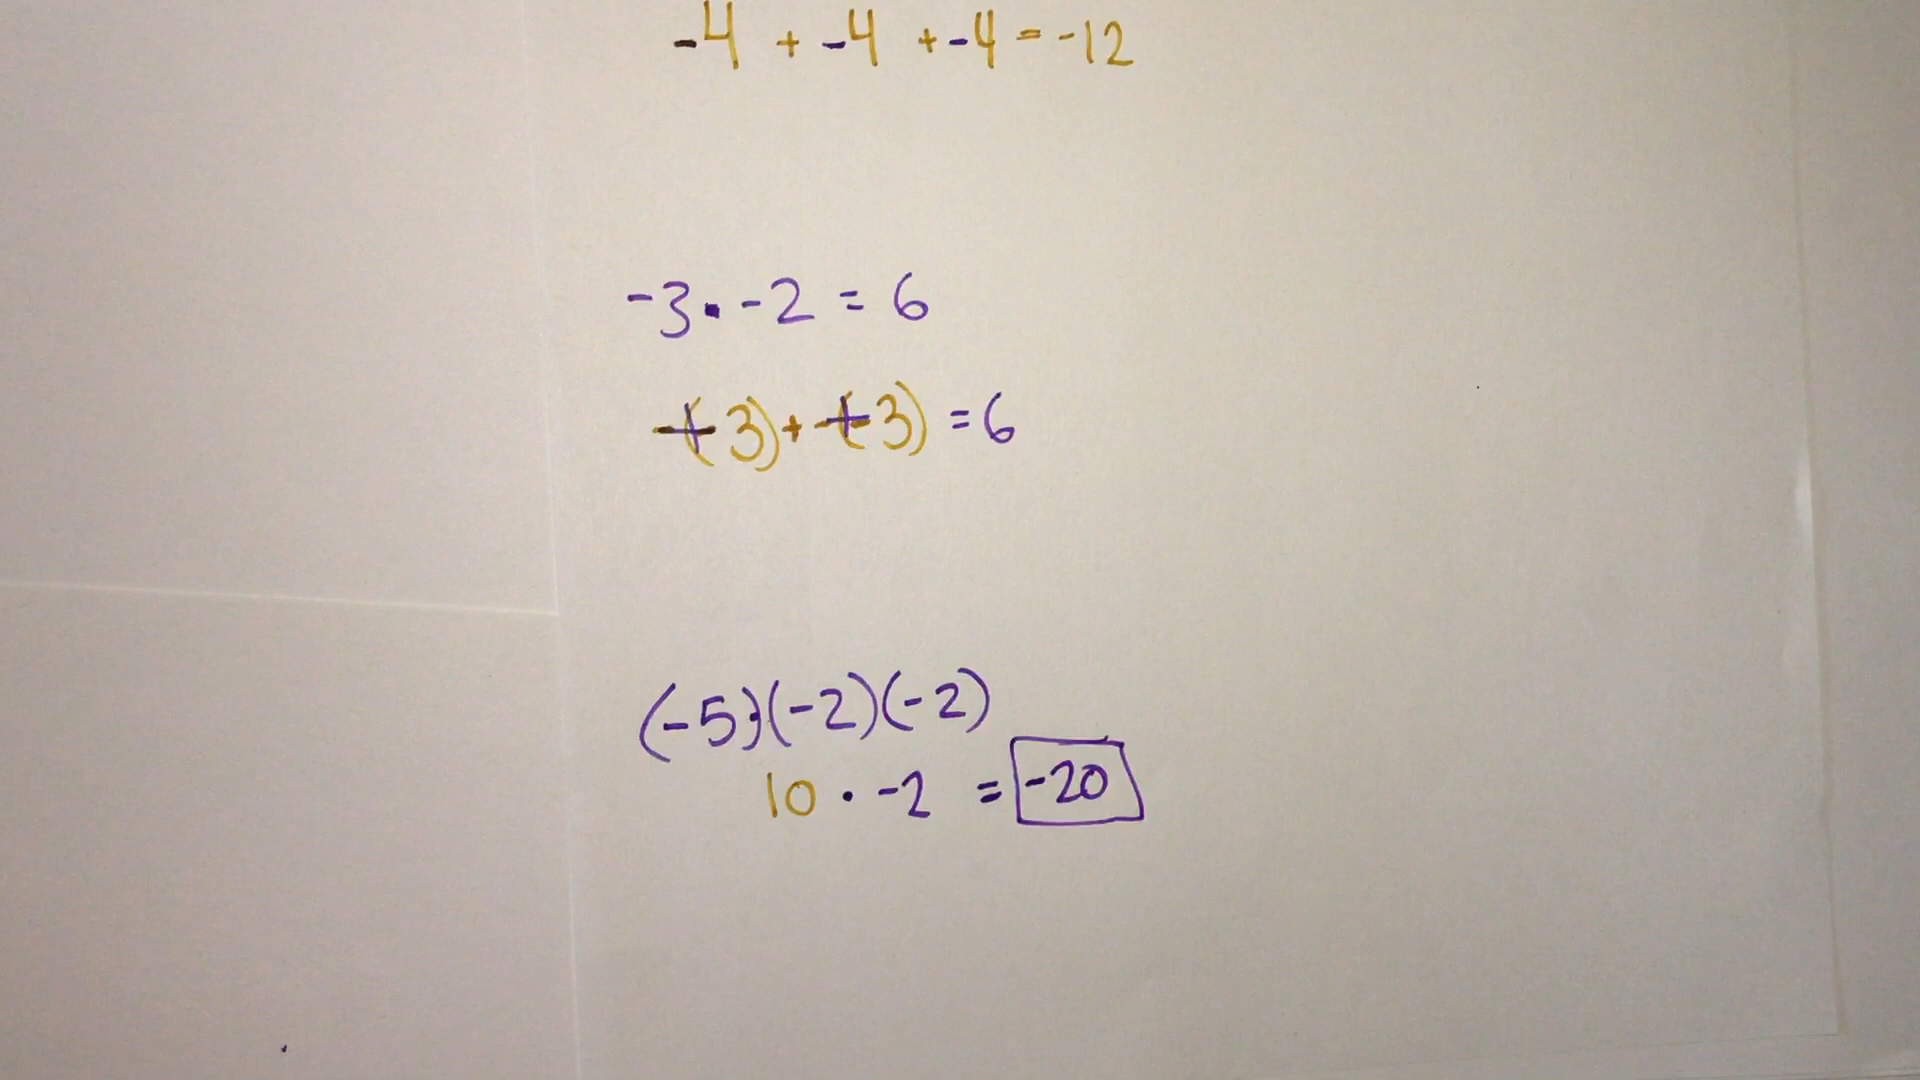 -4 + -4 + -4 = -12
-3 · -2 = 6
-(-3) + -(-3) = 6
(-5)·(-2)(-2)
10 · -2 = -20